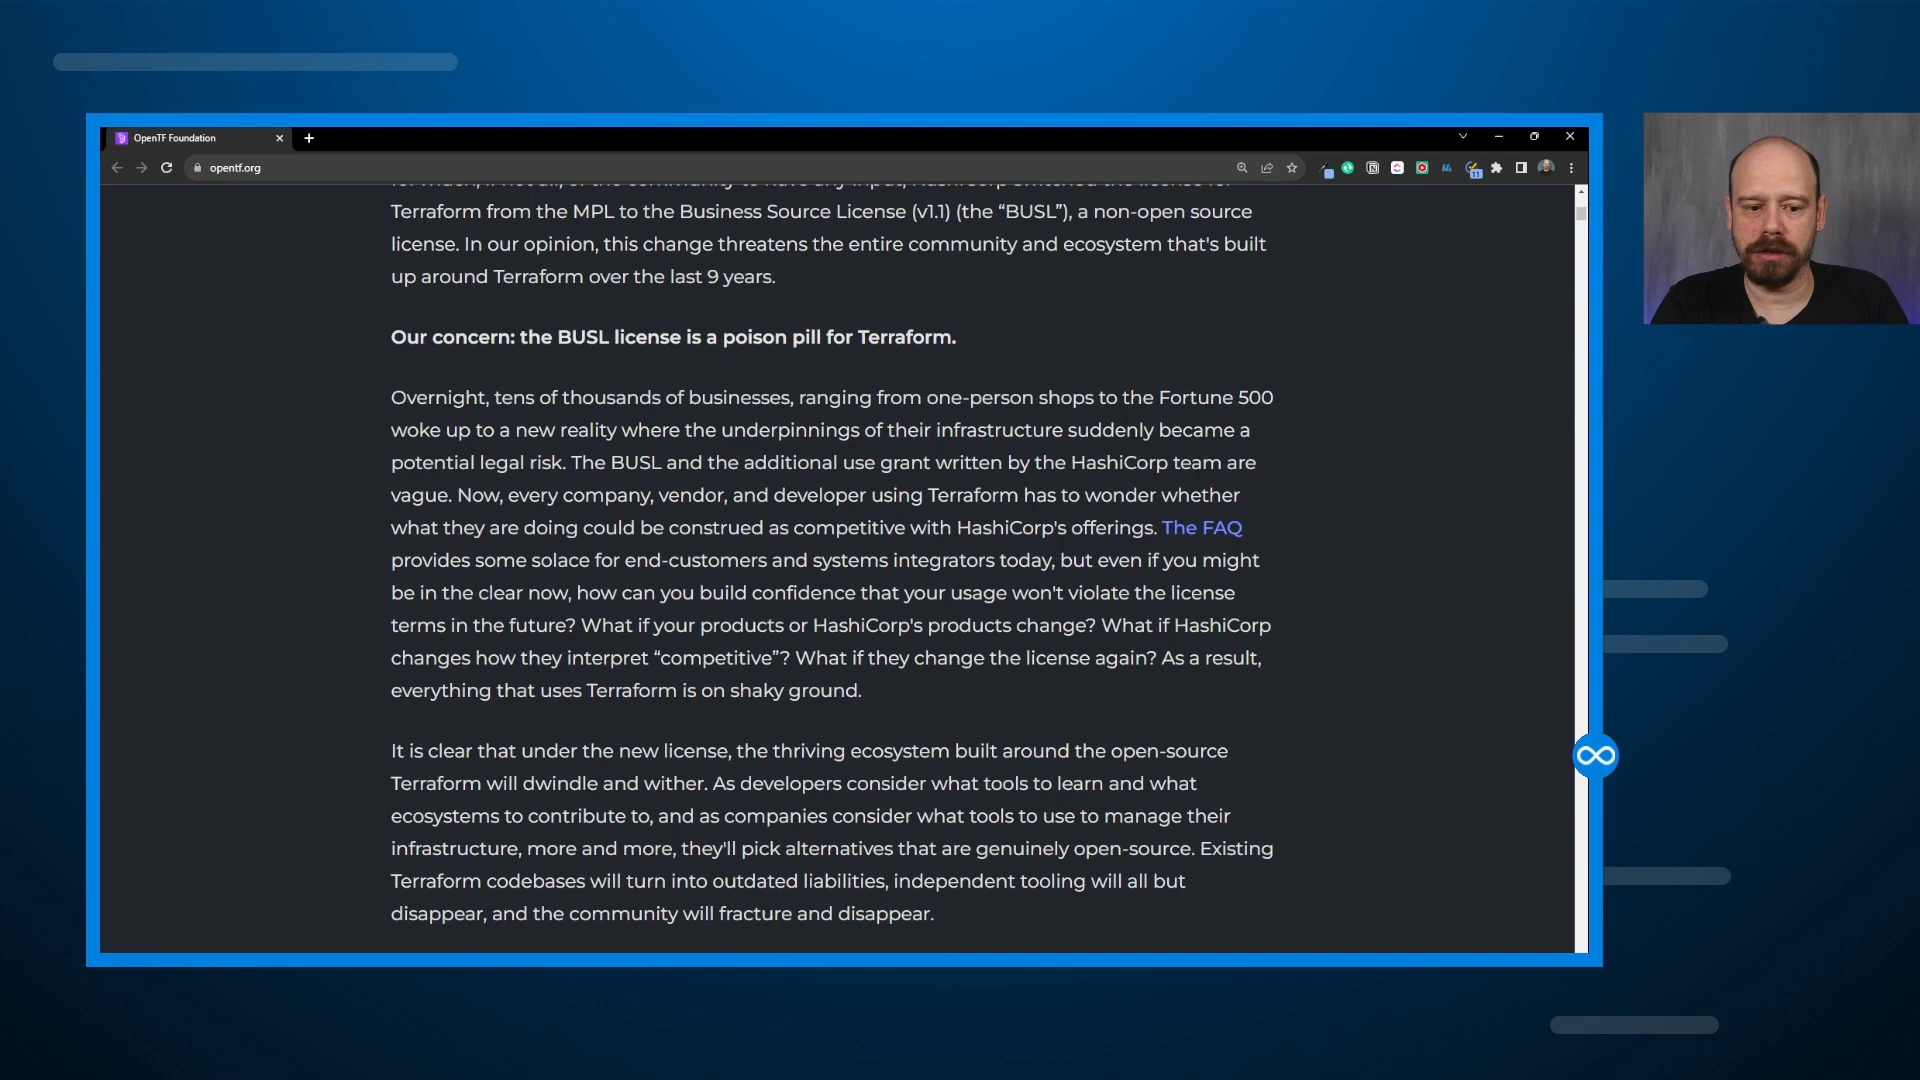 OpenTF Foundation
opentf.org
Terraform from the MPL to the Business Source License (v1.1) (the “BUSL”), a non-open source
license. In our opinion, this change threatens the entire community and ecosystem that's built
up around Terraform over the last 9 years.
Our concern: the BUSL license is a poison pill for Terraform.
Overnight, tens of thousands of businesses, ranging from one-person shops to the Fortune 500
woke up to a new reality where the underpinnings of their infrastructure suddenly became a
potential legal risk. The BUSL and the additional use grant written by the HashiCorp team are
vague. Now, every company, vendor, and developer using Terraform has to wonder whether
what they are doing could be construed as competitive with HashiCorp's offerings. The FAQ
provides some solace for end-customers and systems integrators today, but even if you might
be in the clear now, how can you build confidence that your usage won't violate the license
terms in the future? What if your products or HashiCorp's products change? What if HashiCorp
changes how they interpret “competitive”? What if they change the license again? As a result,
everything that uses Terraform is on shaky ground.
It is clear that under the new license, the thriving ecosystem built around the open-source
Terraform will dwindle and wither. As developers consider what tools to learn and what
ecosystems to contribute to, and as companies consider what tools to use to manage their
infrastructure, more and more, they'll pick alternatives that are genuinely open-source. Existing
Terraform codebases will turn into outdated liabilities, independent tooling will all but
disappear, and the community will fracture and disappear.
11